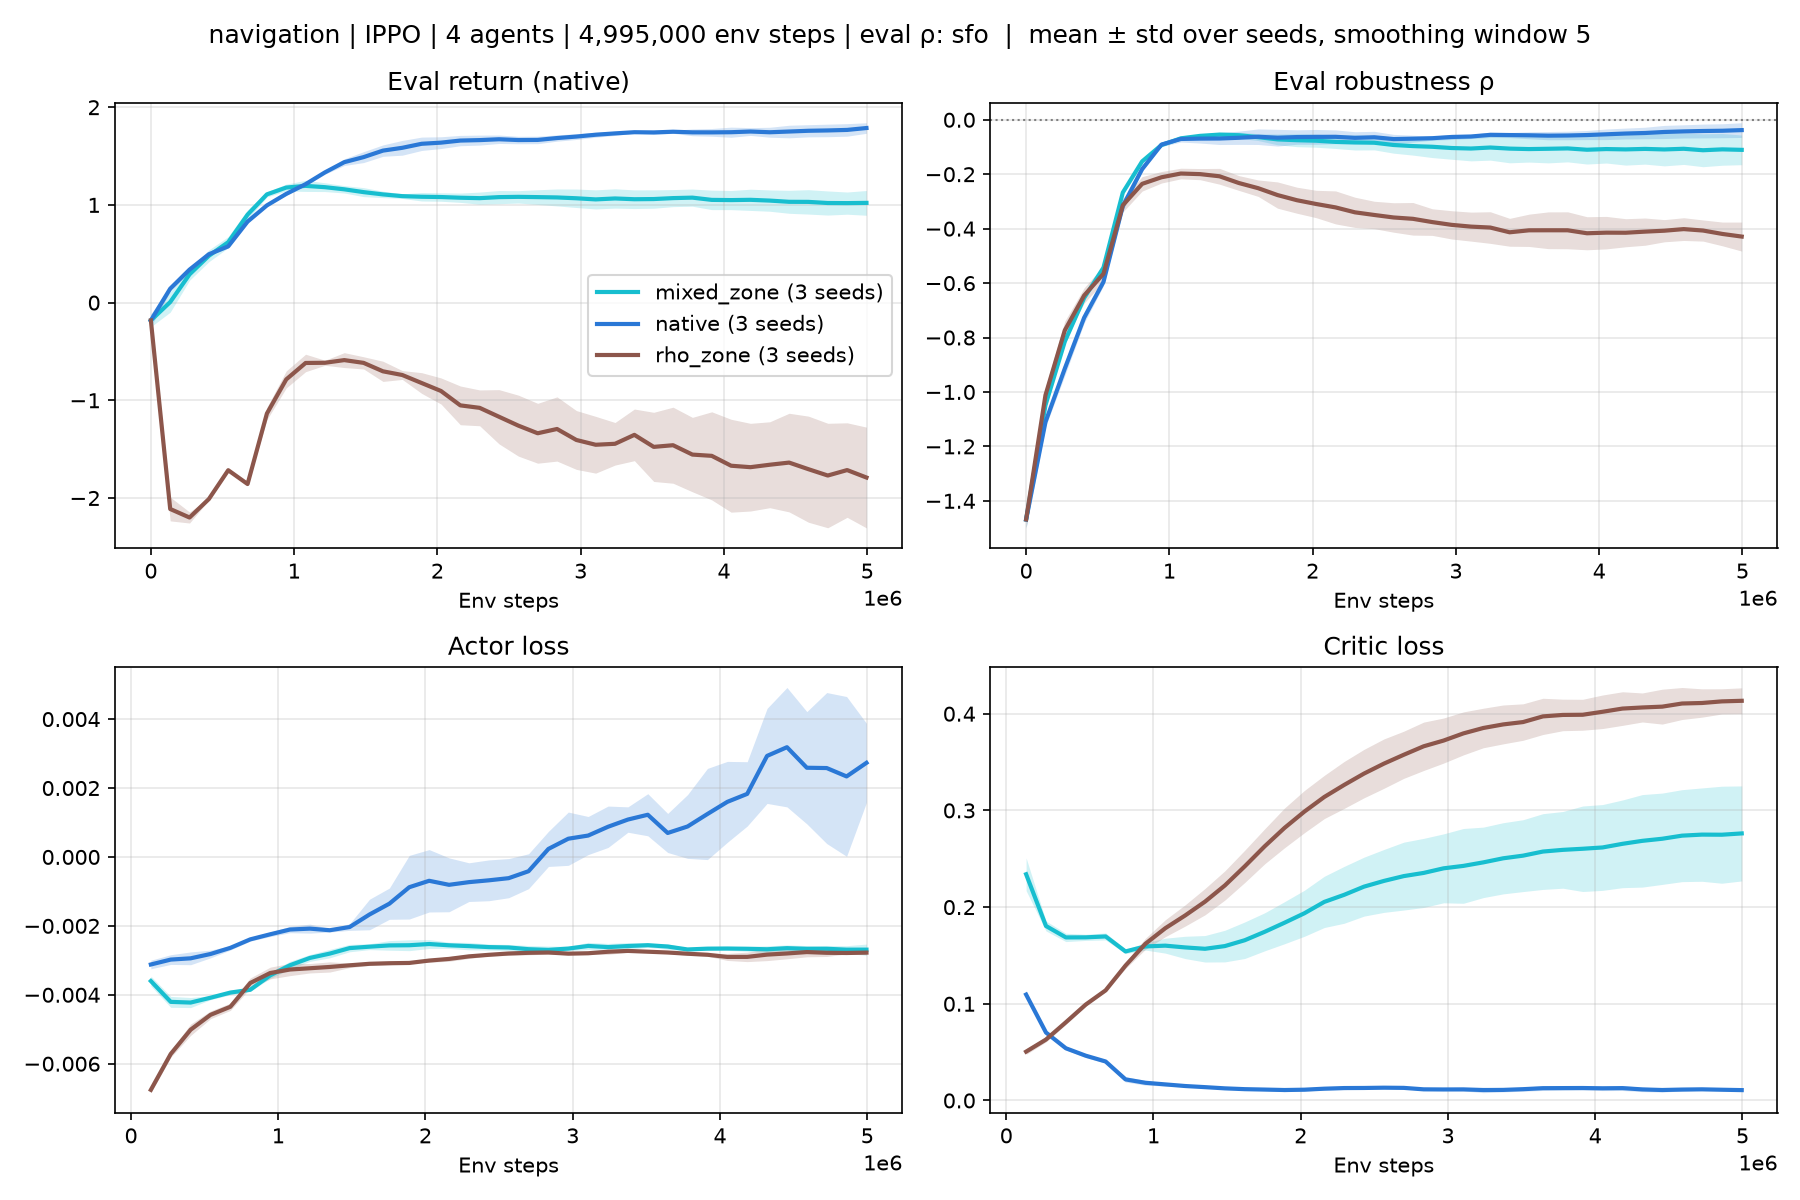 navigation | IPPO | 4 agents | 4,995,000 env steps | eval ρ: sfo  |  mean ± std over seeds, smoothing window 5
Eval return (native)
2
1
0
−1
−2
0 1 2 3 4 5
1e6
Env steps
mixed_zone (3 seeds)
native (3 seeds)
rho_zone (3 seeds)
Eval robustness ρ
0.0
−0.2
−0.4
−0.6
−0.8
−1.0
−1.2
−1.4
0 1 2 3 4 5
1e6
Env steps
Actor loss
0.004
0.002
0.000
−0.002
−0.004
−0.006
0 1 2 3 4 5
1e6
Env steps
Critic loss
0.4
0.3
0.2
0.1
0.0
0 1 2 3 4 5
1e6
Env steps